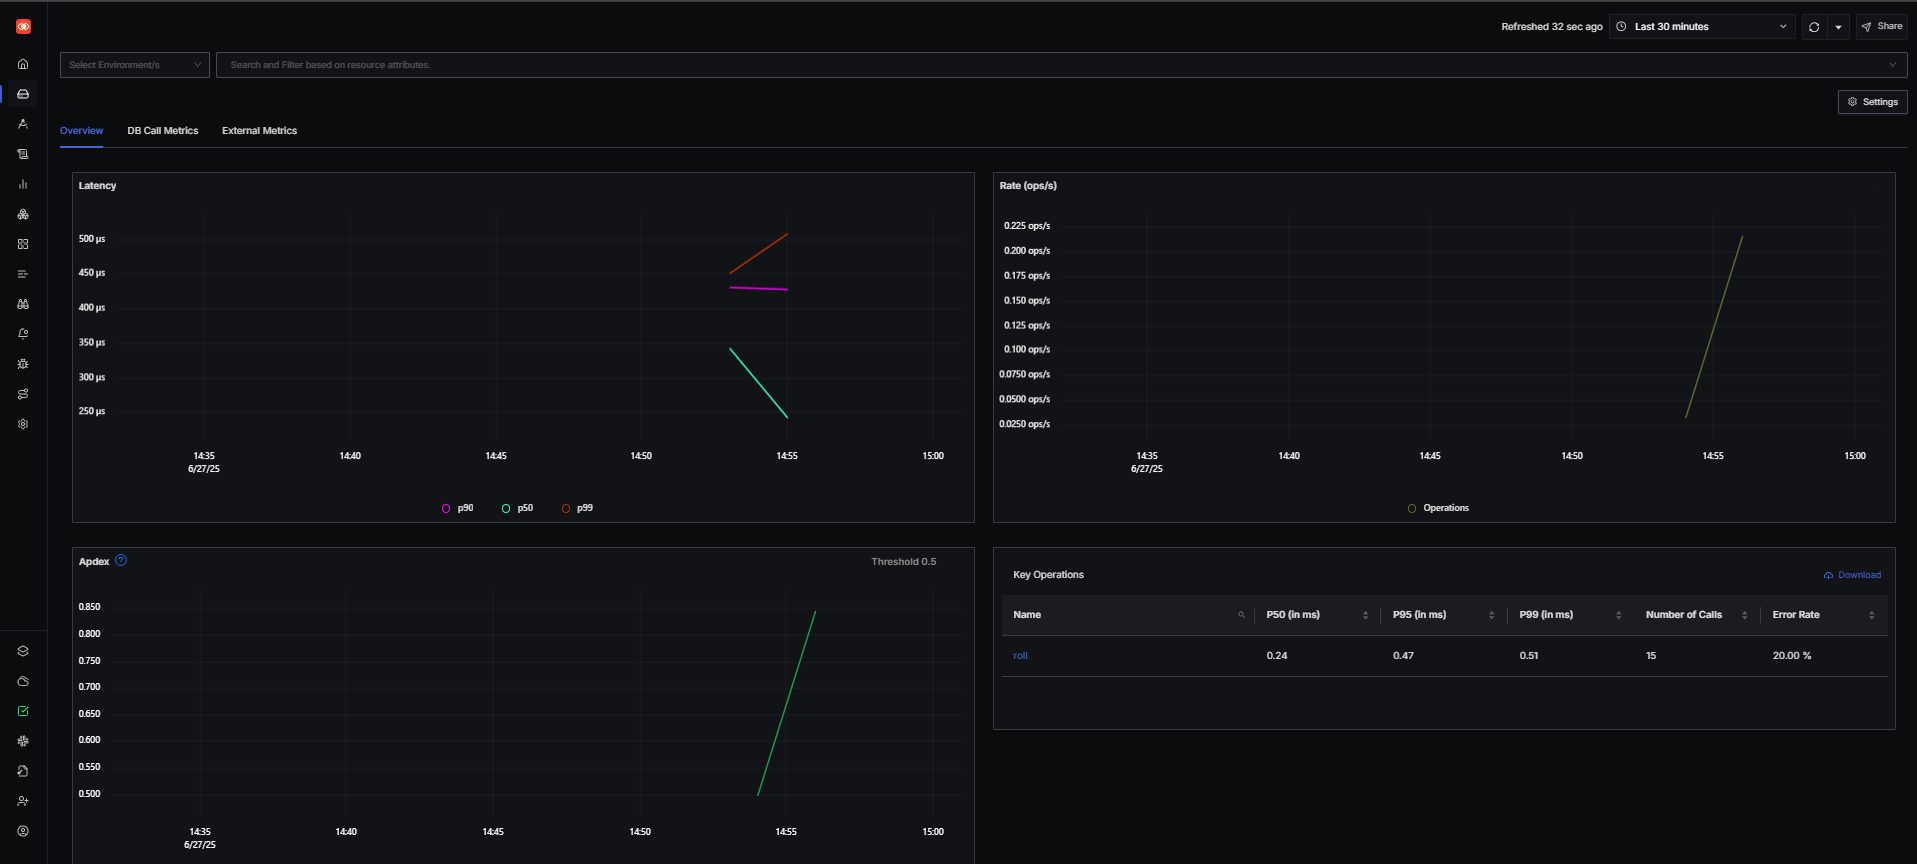 Refreshed 32 sec ago
Last 30 minutes
Share
Select Environment/s
Search and Filter based on resource attributes.
Settings
Overview
DB Call Metrics
External Metrics
Latency
500 µs
450 µs
400 µs
350 µs
300 µs
250 µs
14:35
6/27/25
14:40
14:45
14:50
14:55
15:00
p90
p50
p99
Rate (ops/s)
0.225 ops/s
0.200 ops/s
0.175 ops/s
0.150 ops/s
0.125 ops/s
0.100 ops/s
0.0750 ops/s
0.0500 ops/s
0.0250 ops/s
14:35
6/27/25
14:40
14:45
14:50
14:55
15:00
Operations
Apdex
Threshold 0.5
0.850
0.800
0.750
0.700
0.650
0.600
0.550
0.500
14:35
6/27/25
14:40
14:45
14:50
14:55
15:00
Key Operations
Download
Name
P50 (in ms)
P95 (in ms)
P99 (in ms)
Number of Calls
Error Rate
roll
0.24
0.47
0.51
15
20.00 %